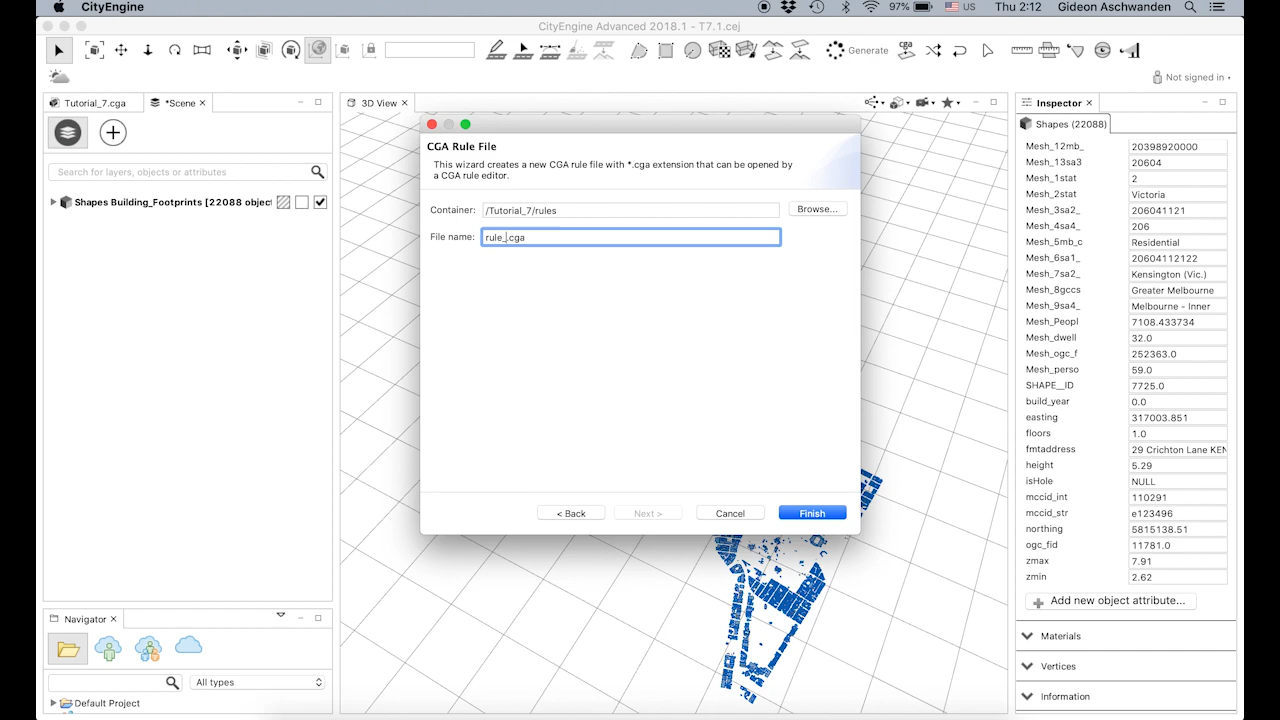 CityEngine
97%
US
Thu 2:12
Gideon Aschwanden
CityEngine Advanced 2018.1 - T7.1.cej
cga
Generate
Not signed in
Tutorial_7.cga
*Scene
3D View
Inspector
Shapes (22088)
Search for layers, objects or attributes
Shapes Building_Footprints [22088 object
CGA Rule File
This wizard creates a new CGA rule file with *.cga extension that can be opened by
a CGA rule editor.
Container:
/Tutorial_7/rules
Browse...
File name:
rule_.cga
< Back
Next >
Cancel
Finish
Mesh_12mb_ 20398920000
Mesh_13sa3 20604
Mesh_1stat 2
Mesh_2stat Victoria
Mesh_3sa2_ 206041121
Mesh_4sa4_ 206
Mesh_5mb_c Residential
Mesh_6sa1_ 20604112122
Mesh_7sa2_ Kensington (Vic.)
Mesh_8gccs Greater Melbourne
Mesh_9sa4_ Melbourne - Inner
Mesh_Peopl 7108.433734
Mesh_dwell 32.0
Mesh_ogc_f 252363.0
Mesh_perso 59.0
SHAPE__ID 7725.0
build_year 0.0
easting 317003.851
floors 1.0
fmtaddress 29 Crichton Lane KEN
height 5.29
isHole NULL
mccid_int 110291
mccid_str e123496
northing 5815138.51
ogc_fid 11781.0
zmax 7.91
zmin 2.62
Add new object attribute...
Materials
Vertices
Information
Navigator
All types
Default Project